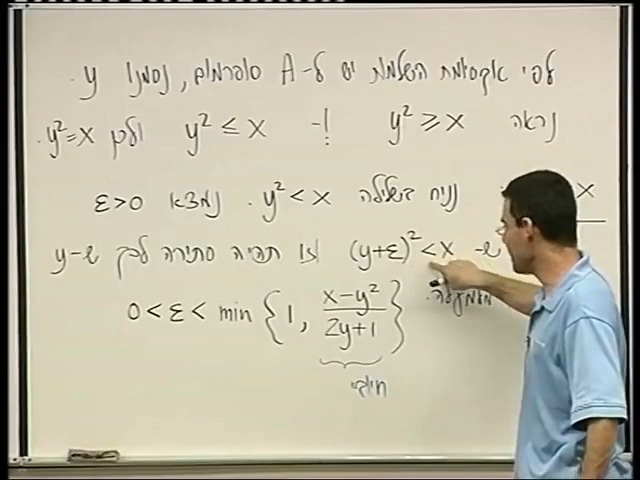 לפי אקסיומת השלמות יש ל-A סופרמום, נסמנו y.
נראה y² ≥ x ו- y² ≤ x ולכן y² = x.
x
נניח בשלילה y² < x. נמצא ε>0
ש- (y+ε)² < x וזו תהיה סתירה לכך ש-y
מלמעלה.
0 < ε < min { 1, (x-y²)/(2y+1) }
חיובי